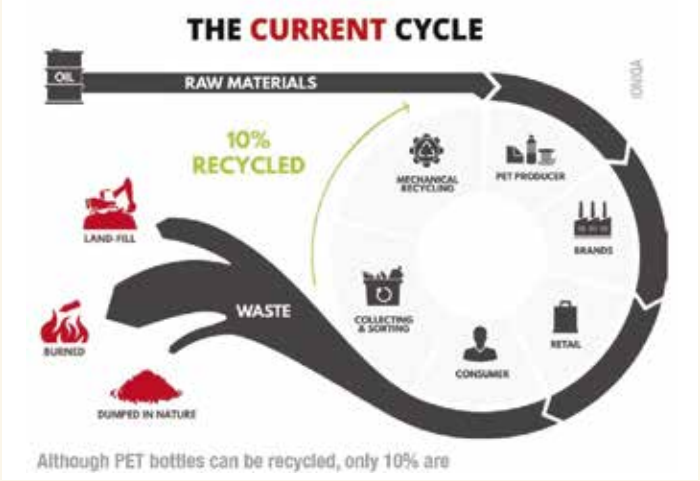 THE CURRENT CYCLE
OIL
RAW MATERIALS
IONIQA
10%
RECYCLED
MECHANICAL
RECYCLING
PET PRODUCER
LAND-FILL
BRANDS
WASTE
COLLECTING
& SORTING
RETAIL
BURNED
CONSUMER
DUMPED IN NATURE
Although PET bottles can be recycled, only 10% are